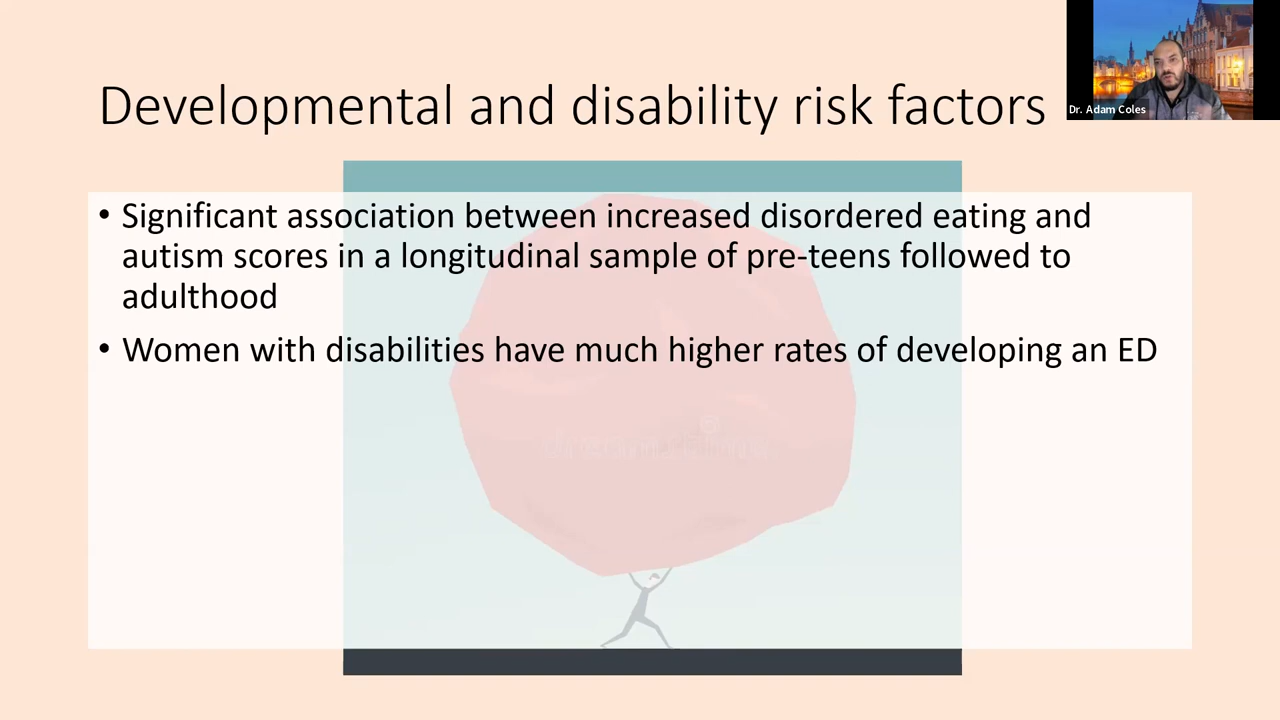 Developmental and disability risk factors
Dr. Adam Coles
• Significant association between increased disordered eating and
autism scores in a longitudinal sample of pre-teens followed to
adulthood
• Women with disabilities have much higher rates of developing an ED
dreamstime